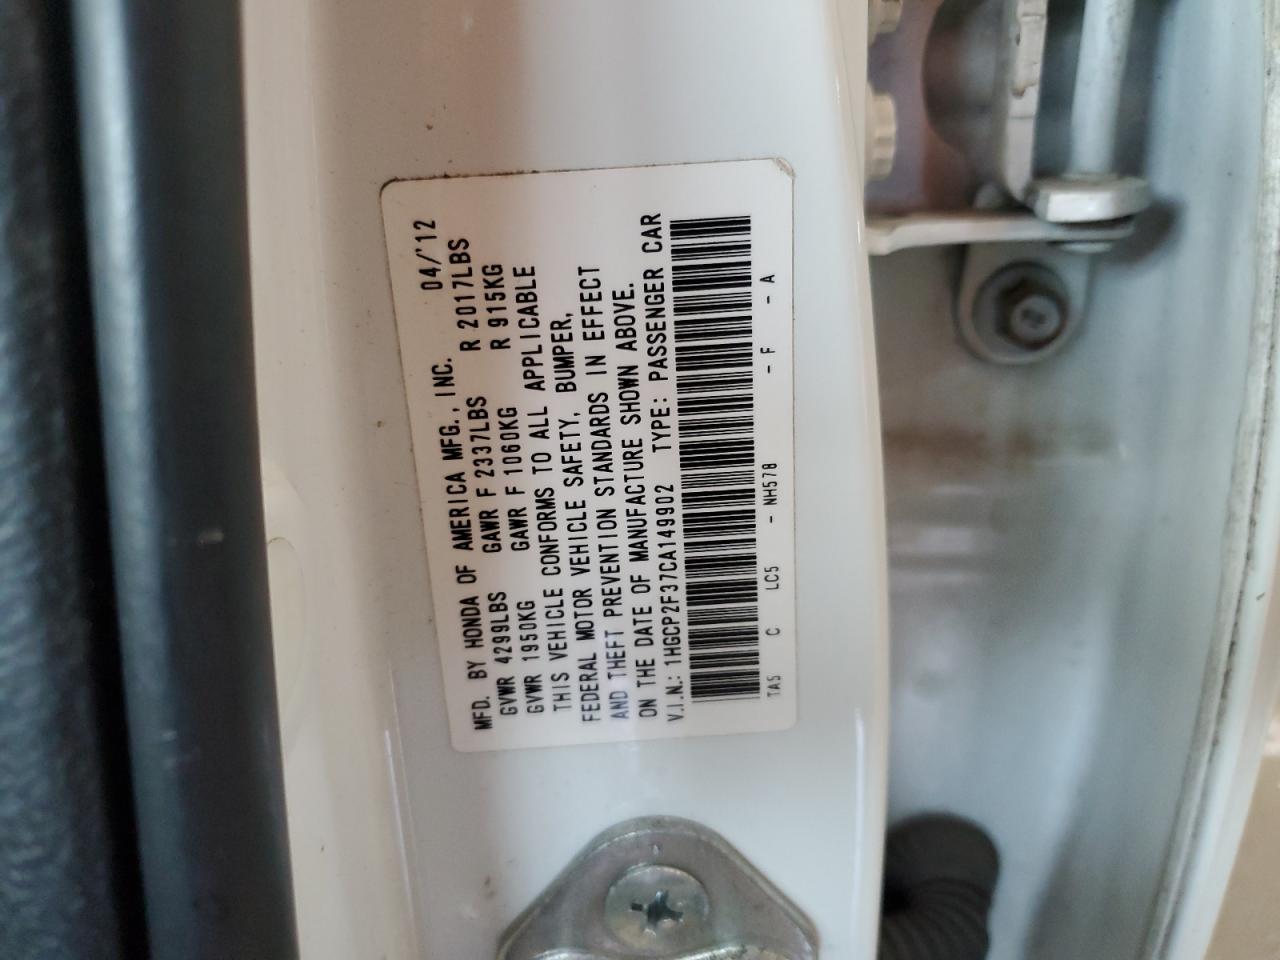 MFD. BY HONDA OF AMERICA MFG., INC. 04/'12
GVWR 4299LBS GAWR F 2337LBS R 2017LBS
GVWR 1950KG GAWR F 1060KG R 915KG
THIS VEHICLE CONFORMS TO ALL APPLICABLE
FEDERAL MOTOR VEHICLE SAFETY, BUMPER,
AND THEFT PREVENTION STANDARDS IN EFFECT
ON THE DATE OF MANUFACTURE SHOWN ABOVE.
V.I.N.: 1HGCP2F37CA149902 TYPE: PASSENGER CAR
TA5 C LC5 - NH578 - F - A